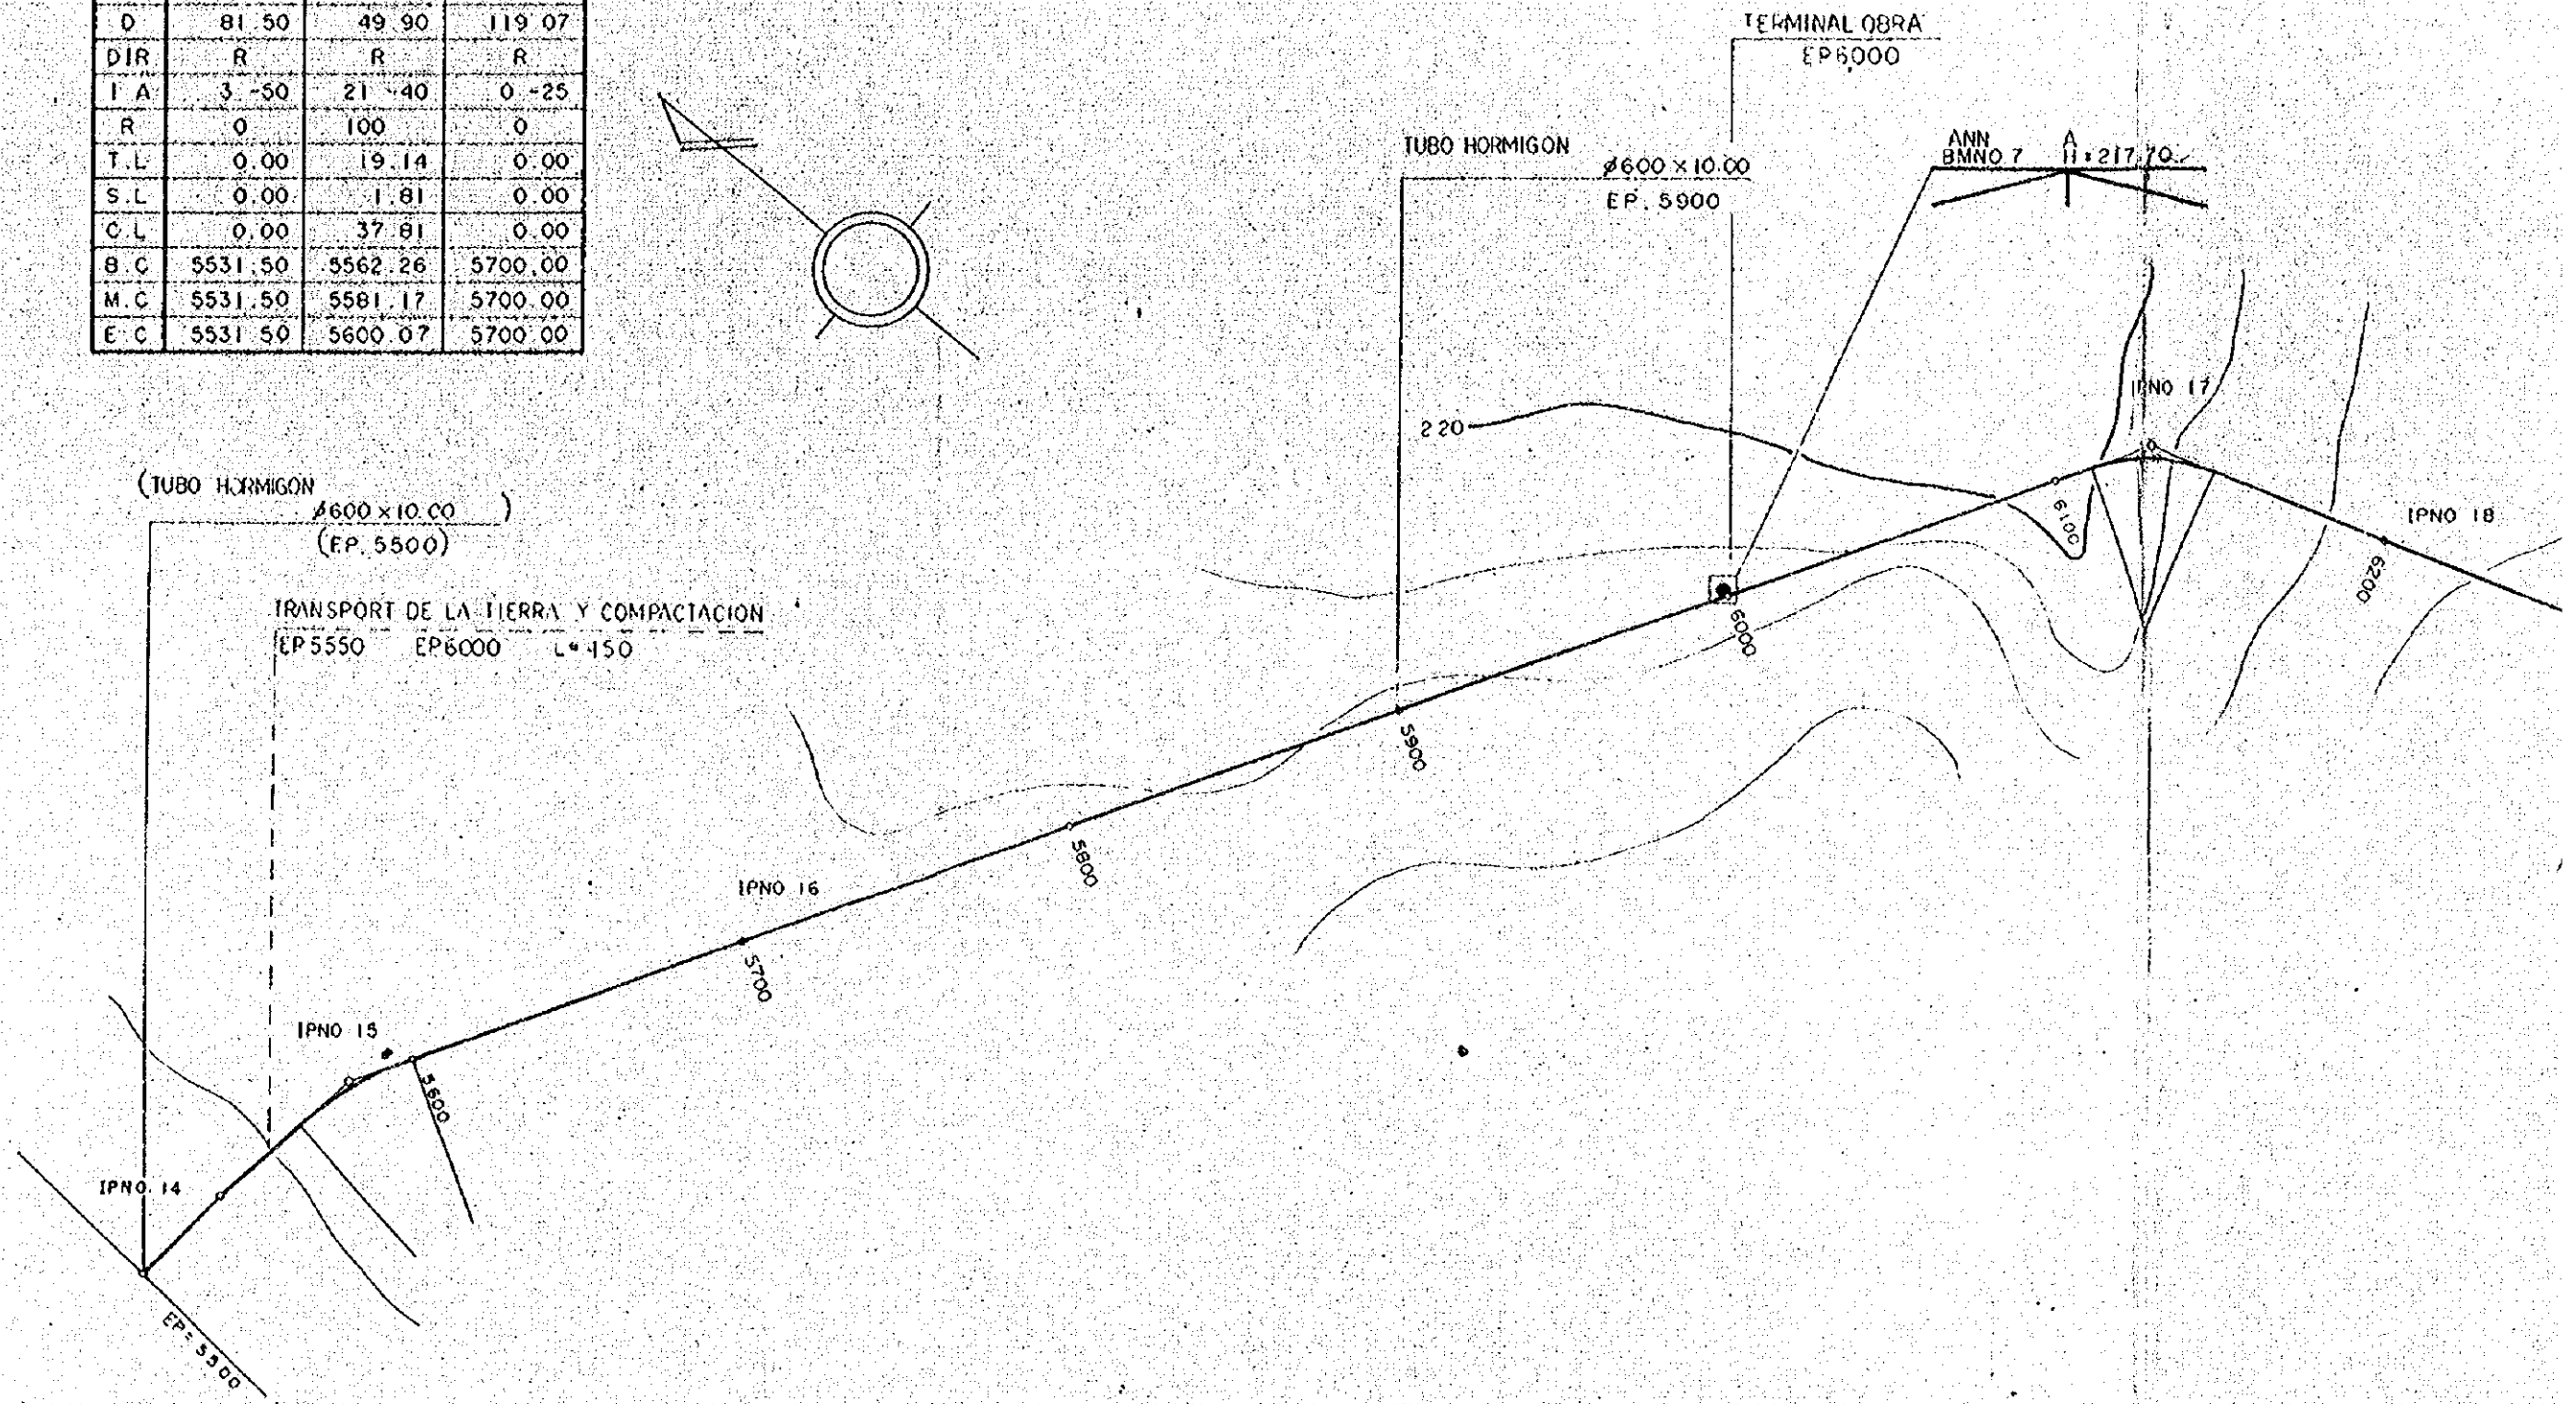 D 81.50 49.90 119.07
DIR R R R
I A 3-50 21-40 0-25
R 0 100 0
T.L 0.00 19.14 0.00
S.L 0.00 1.81 0.00
C.L 0.00 37.81 0.00
B.C 5531.50 5562.26 5700.00
M.C 5531.50 5581.17 5700.00
E.C 5531.50 5600.07 5700.00
TERMINAL OBRA
EP6000
TUBO HORMIGON
ø600×10.00
EP. 5900
ANN
BMNO.7 H=217.70
IPNO 17
220
(TUBO HORMIGON
ø600×10.00)
(EP. 5500)
6100
IPNO 18
6200
TRANSPORT DE LA TIERRA Y COMPACTACION
EP5550 EP6000 L=450
6000
5900
5800
IPNO 16
5700
IPNO 15
5600
IPNO.14
EP=5500